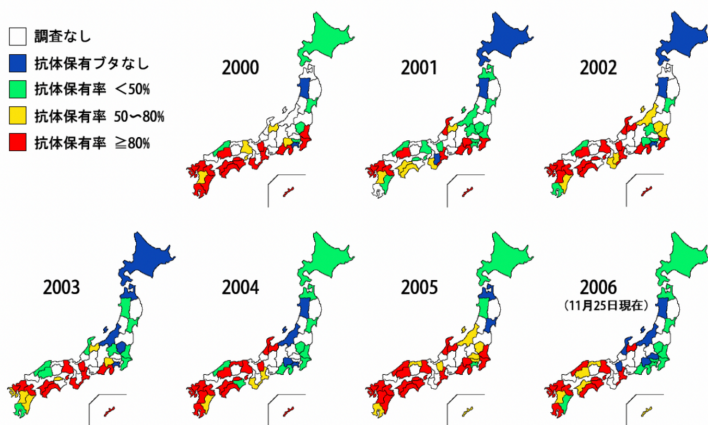 調査なし
抗体保有ブタなし
抗体保有率 <50%
抗体保有率 50〜80%
抗体保有率 ≧80%
2000
2001
2002
2003
2004
2005
2006
(11月25日現在)